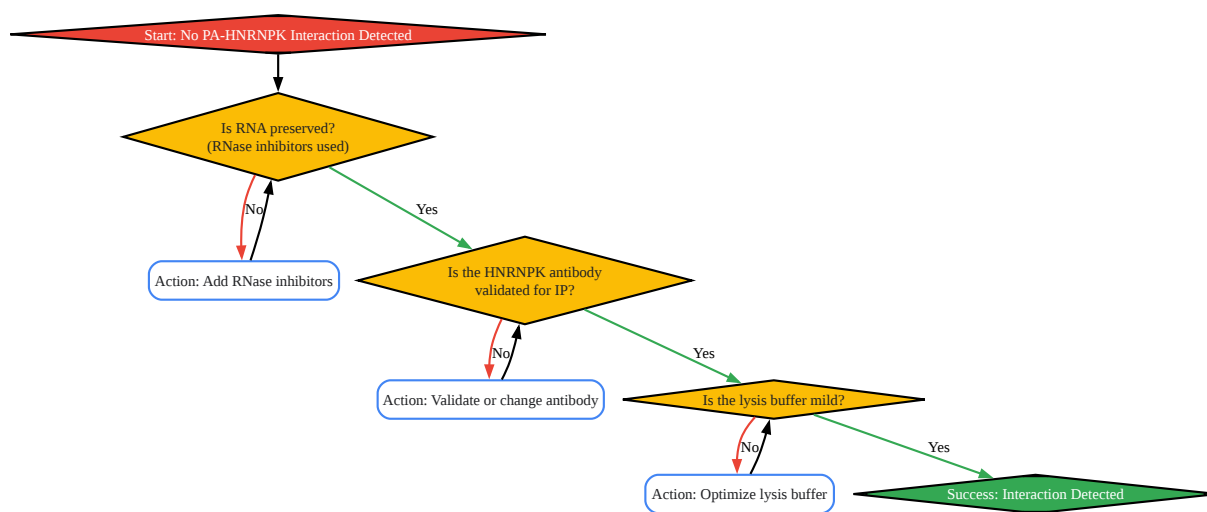 Start: No PA-HNRNPK Interaction Detected
Is RNA preserved?
(RNase inhibitors used)
No
Yes
Action: Add RNase inhibitors
Is the HNRNPK antibody
validated for IP?
No
Yes
Action: Validate or change antibody
Is the lysis buffer mild?
No
Yes
Action: Optimize lysis buffer
Success: Interaction Detected